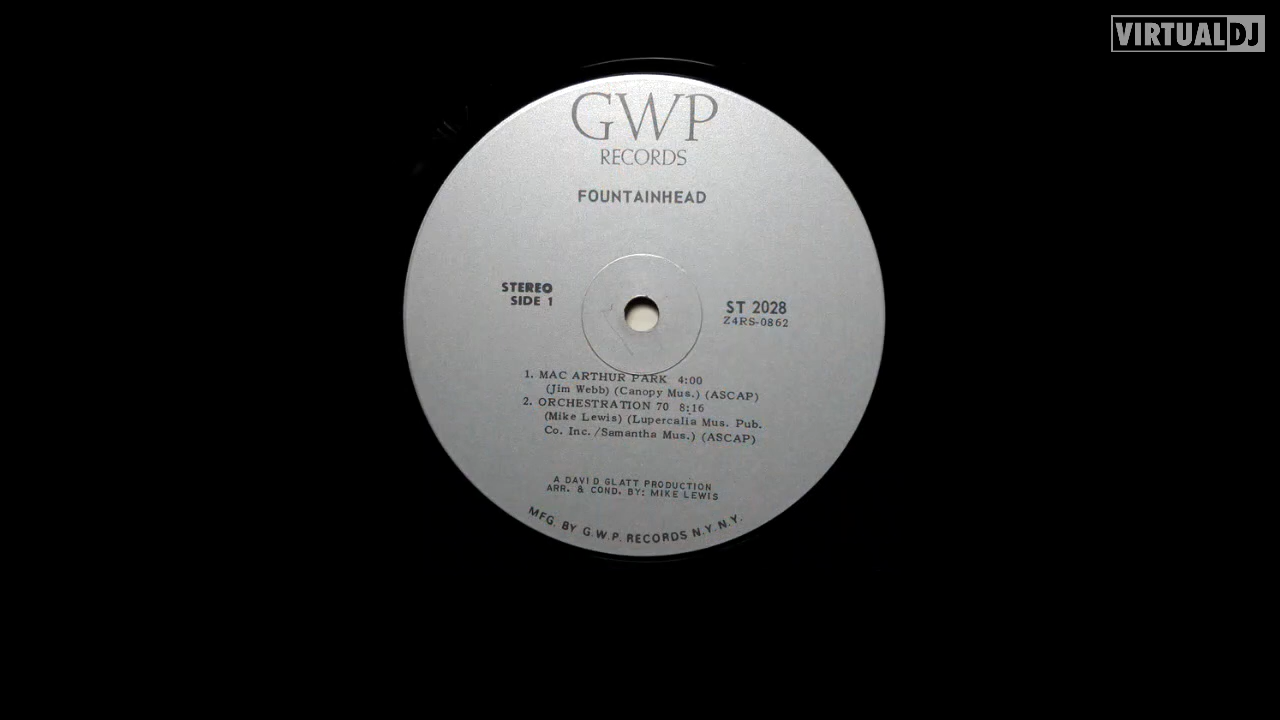 VIRTUALDJ
GWP
RECORDS
FOUNTAINHEAD
STEREO
SIDE 1
ST 2028
Z4RS-0862
1. MAC ARTHUR PARK 4:00
(Jim Webb) (Canopy Mus.) (ASCAP)
2. ORCHESTRATION 70 8:16
(Mike Lewis) (Lupercalia Mus. Pub.
Co. Inc. /Samantha Mus.) (ASCAP)
A DAVID GLATT PRODUCTION
ARR. & COND. BY: MIKE LEWIS
MFG. BY G.W.P. RECORDS N.Y.N.Y.